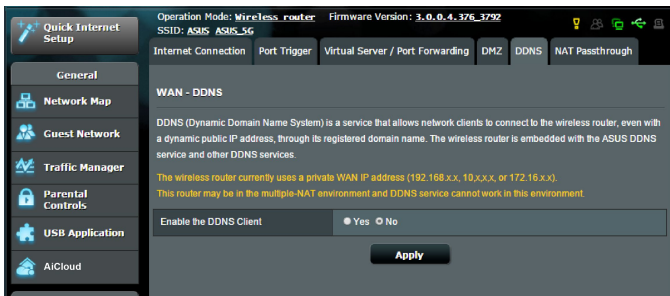 Quick Internet
Setup
Operation Mode: Wireless router Firmware Version: 3.0.0.4.376_3792
SSID: ASUS ASUS_5G
Internet Connection Port Trigger Virtual Server / Port Forwarding DMZ DDNS NAT Passthrough
General
Network Map
Guest Network
Traffic Manager
Parental
Controls
USB Application
AiCloud
WAN - DDNS
DDNS (Dynamic Domain Name System) is a service that allows network clients to connect to the wireless router, even with
a dynamic public IP address, through its registered domain name. The wireless router is embedded with the ASUS DDNS
service and other DDNS services.
The wireless router currently uses a private WAN IP address (192.168.x.x, 10,x,x,x, or 172.16.x.x).
This router may be in the multiple-NAT environment and DDNS service cannot work in this environment.
Enable the DDNS Client Yes No
Apply